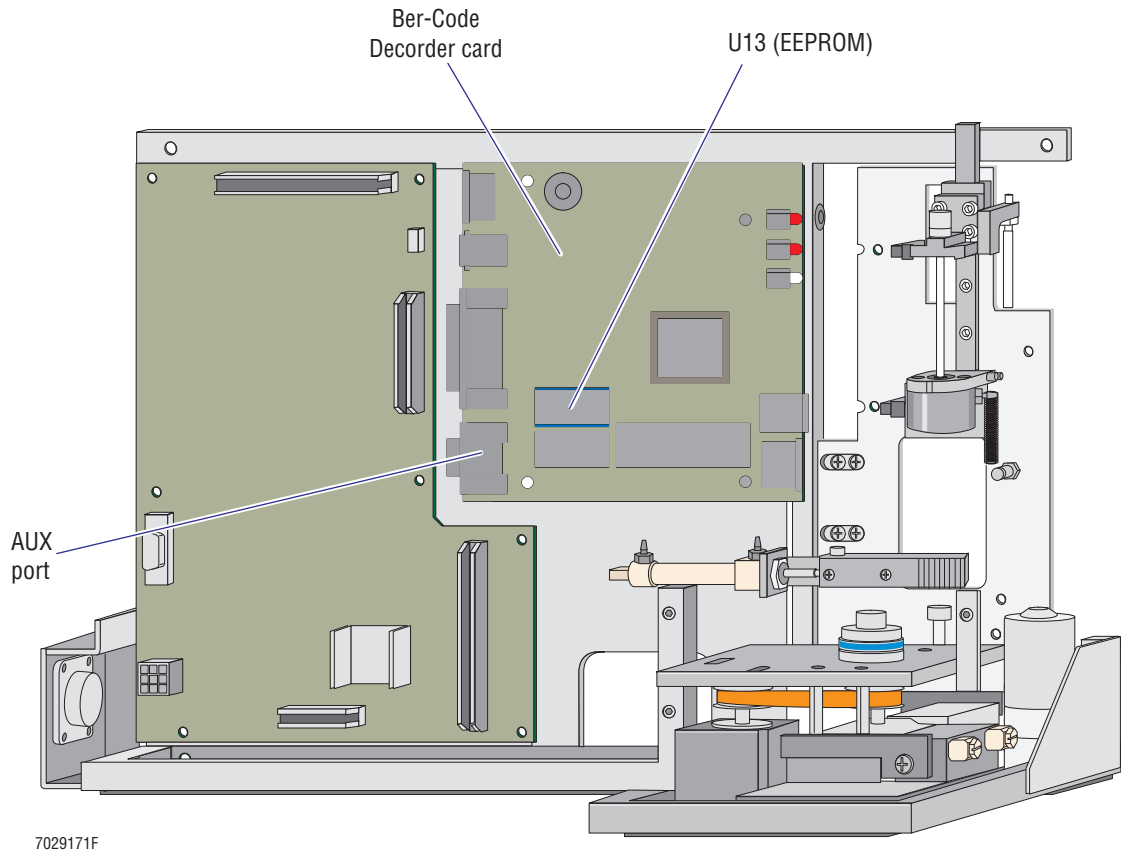 Ber-Code
Decorder card
U13 (EEPROM)
AUX
port
7029171F